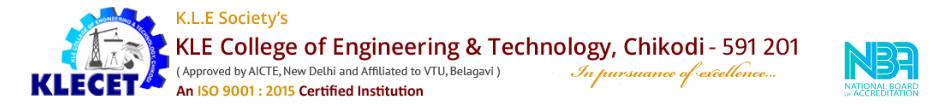 K.L.E Society's
KLE College of Engineering & Technology, Chikodi - 591 201
( Approved by AICTE, New Delhi and Affiliated to VTU, Belagavi )
In pursuance of excellence...
An ISO 9001 : 2015 Certified Institution
KLECET
NBA
NATIONAL BOARD
OF ACCREDITATION